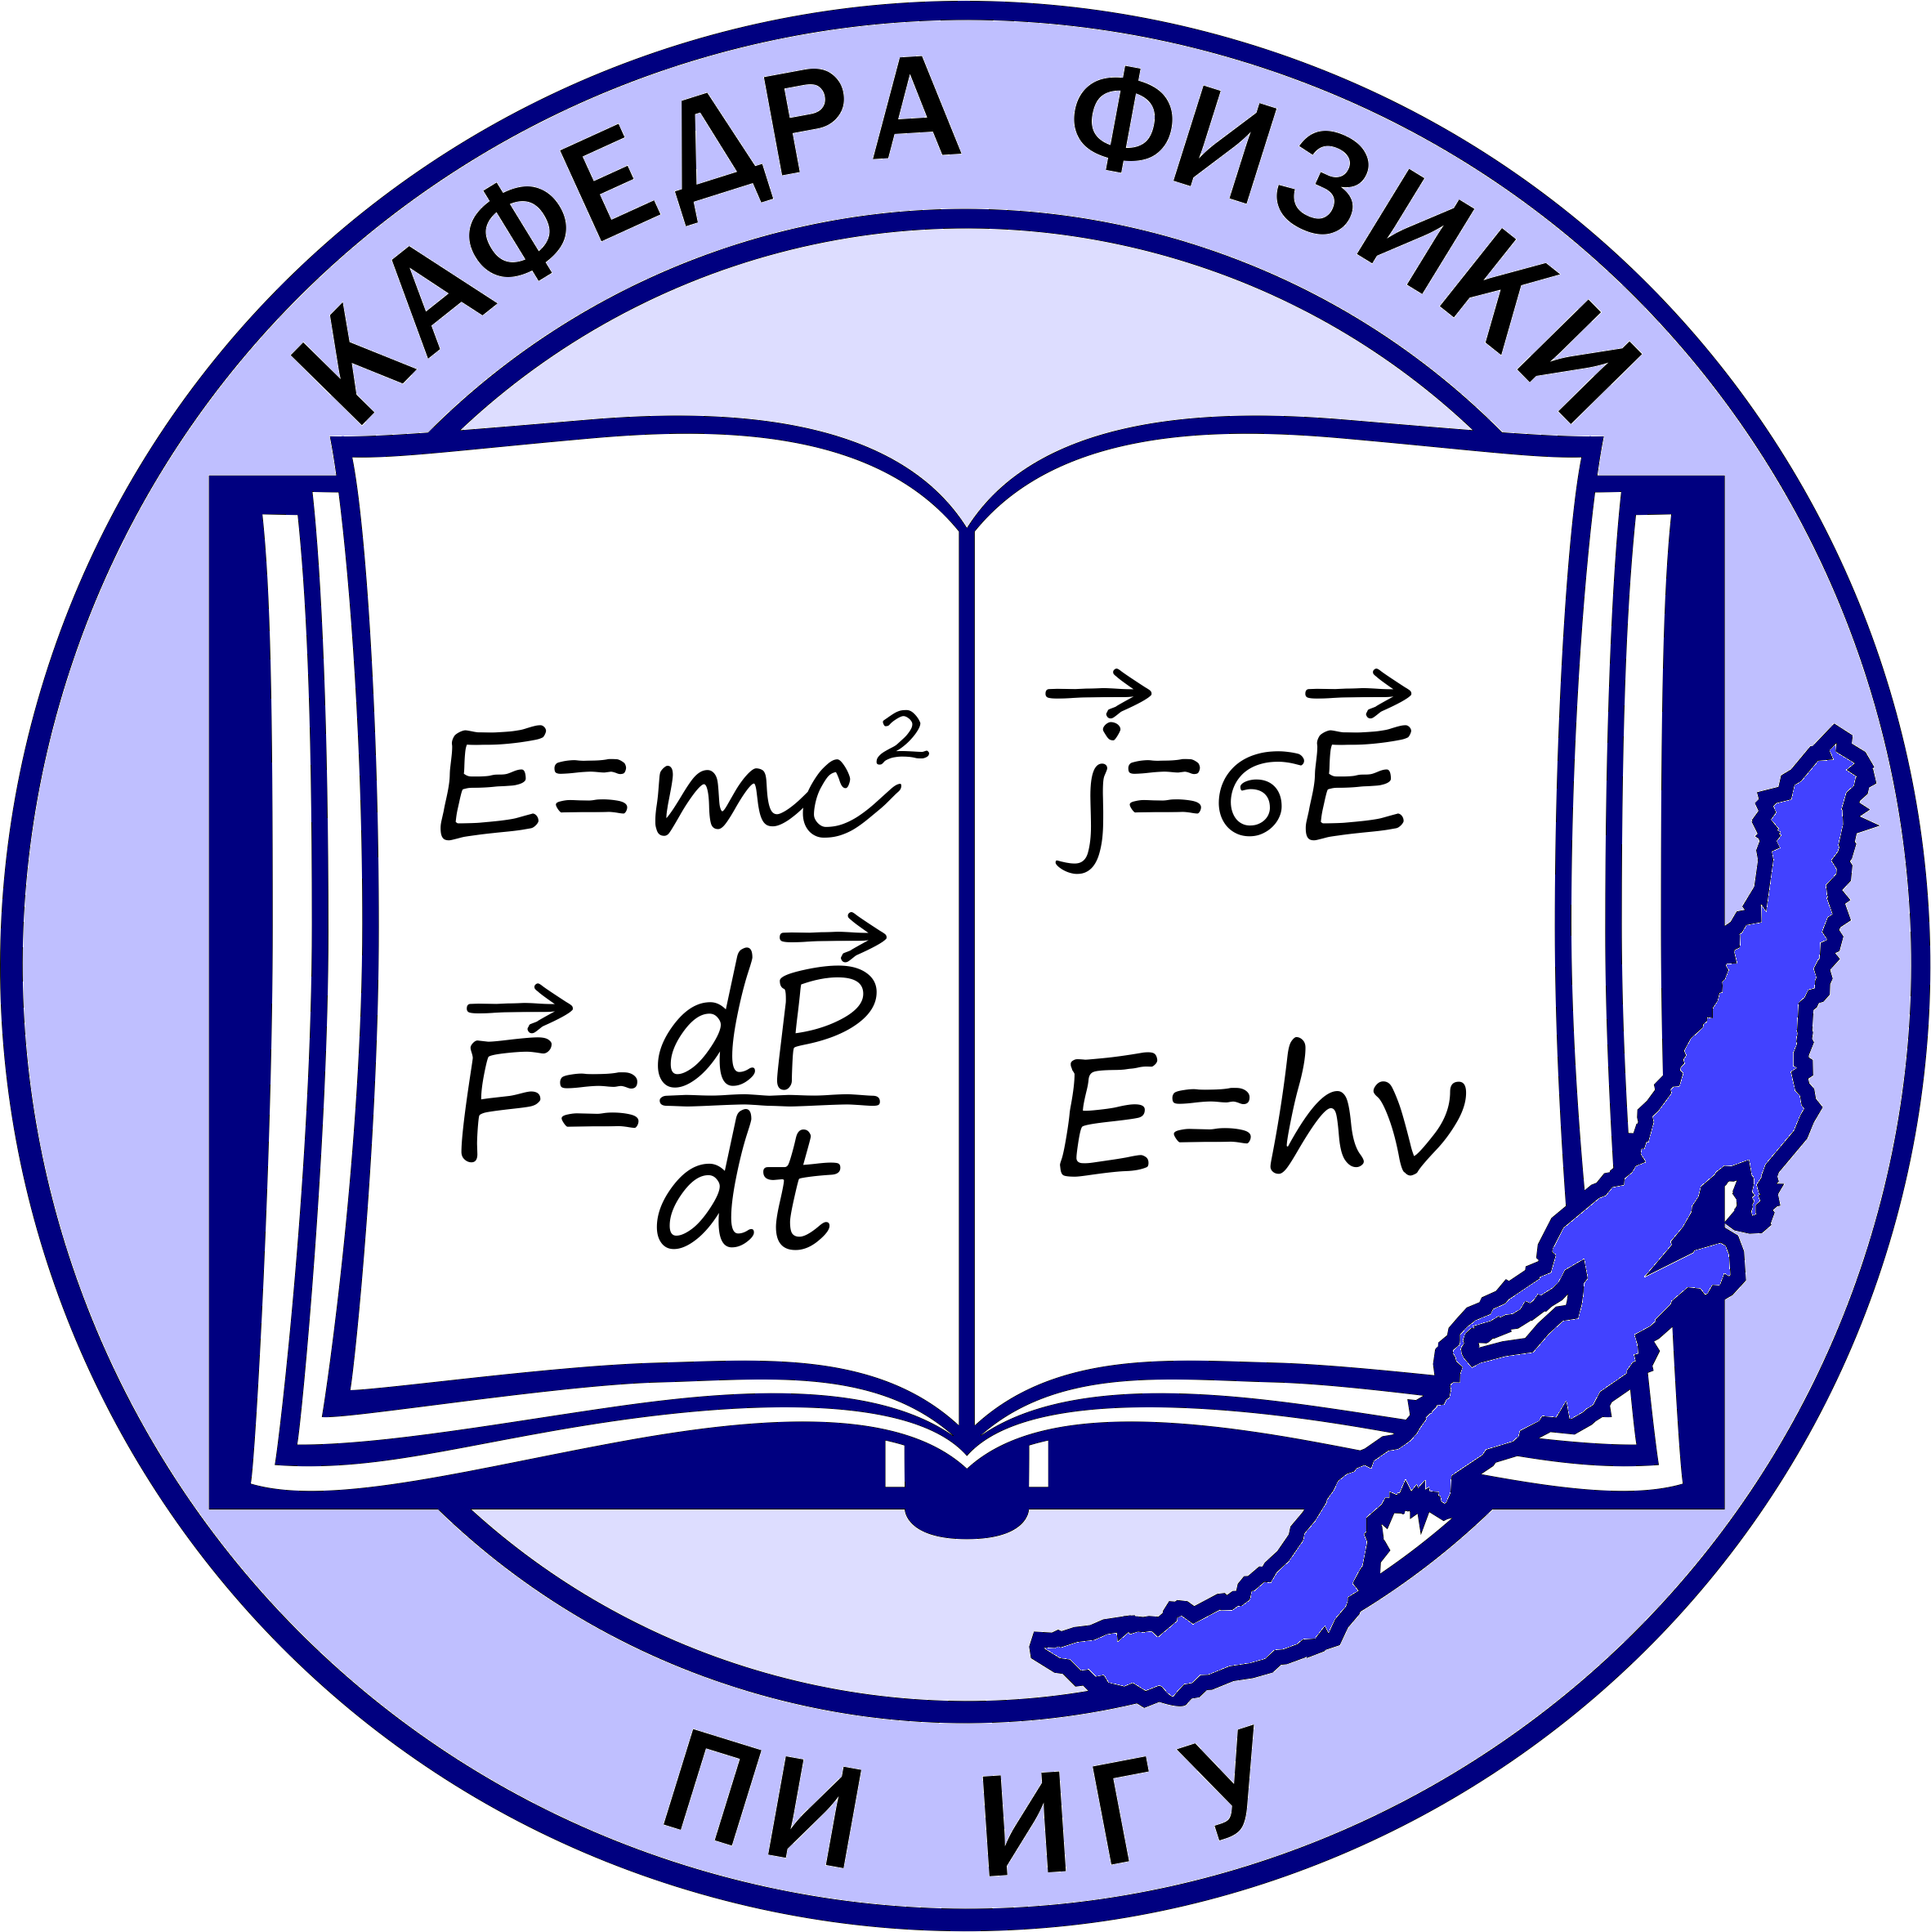 КАФЕДРА ФИЗИКИ
E=mc²
j⃗=σE⃗
F⃗=dP⃗/dt
E=hν
ПИ ИГУ